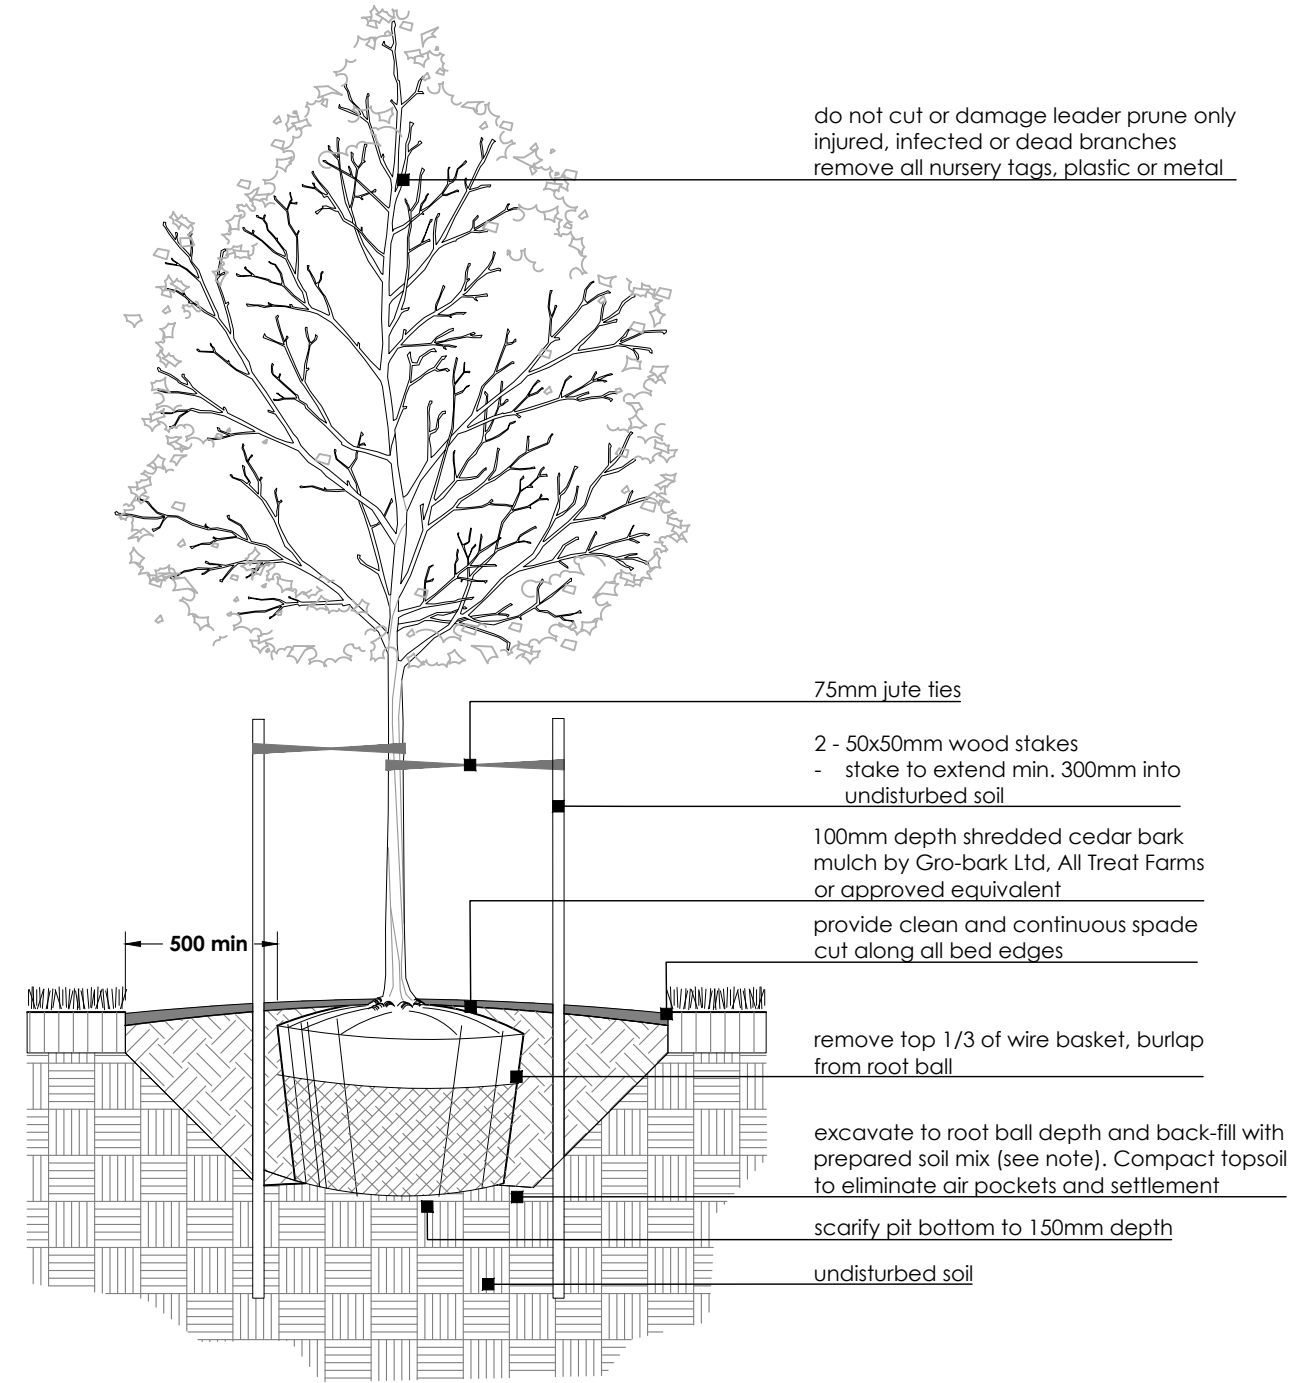 do not cut or damage leader prune only
injured, infected or dead branches
remove all nursery tags, plastic or metal
75mm jute ties
2 - 50x50mm wood stakes
- stake to extend min. 300mm into
undisturbed soil
100mm depth shredded cedar bark
mulch by Gro-bark Ltd, All Treat Farms
or approved equivalent
provide clean and continuous spade
cut along all bed edges
500 min
remove top 1/3 of wire basket, burlap
from root ball
excavate to root ball depth and back-fill with
prepared soil mix (see note). Compact topsoil
to eliminate air pockets and settlement
scarify pit bottom to 150mm depth
undisturbed soil